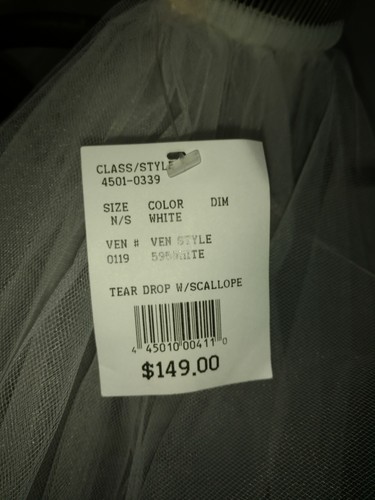 CLASS/STYLE
4501-0339
SIZE COLOR DIM
N/S WHITE
VEN # VEN STYLE
0119
TEAR DROP W/SCALLOPE
4 45010 00411 0
$149.00